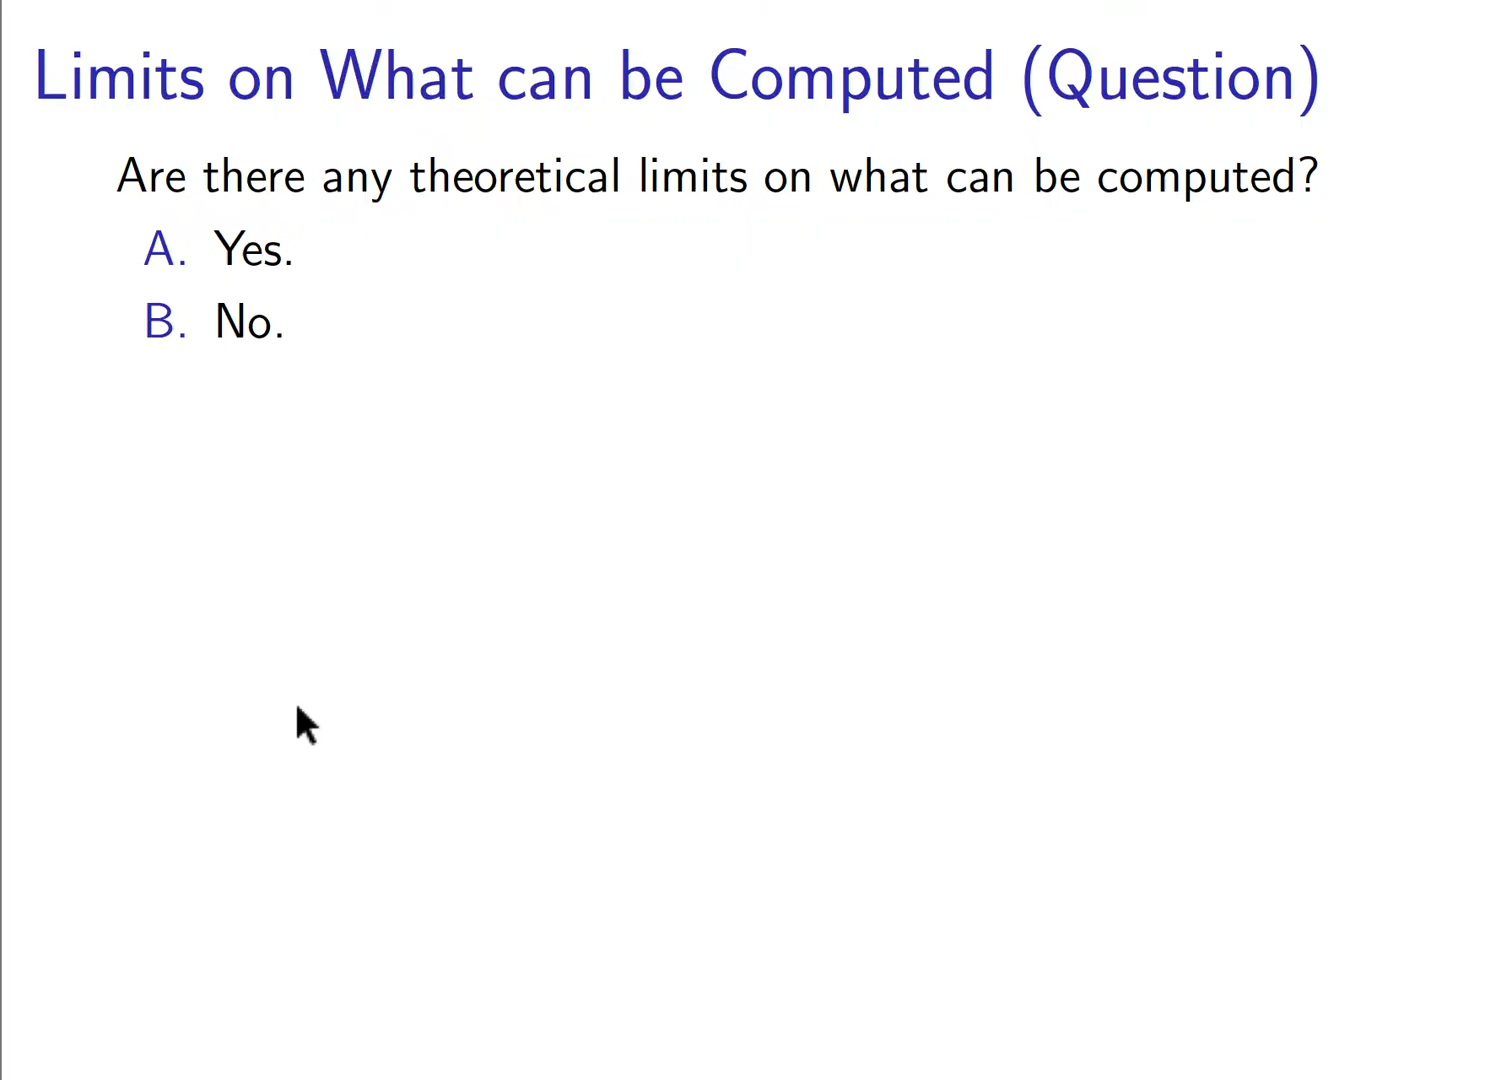 Limits on What can be Computed (Question)
Are there any theoretical limits on what can be computed?
A. Yes.
B. No.